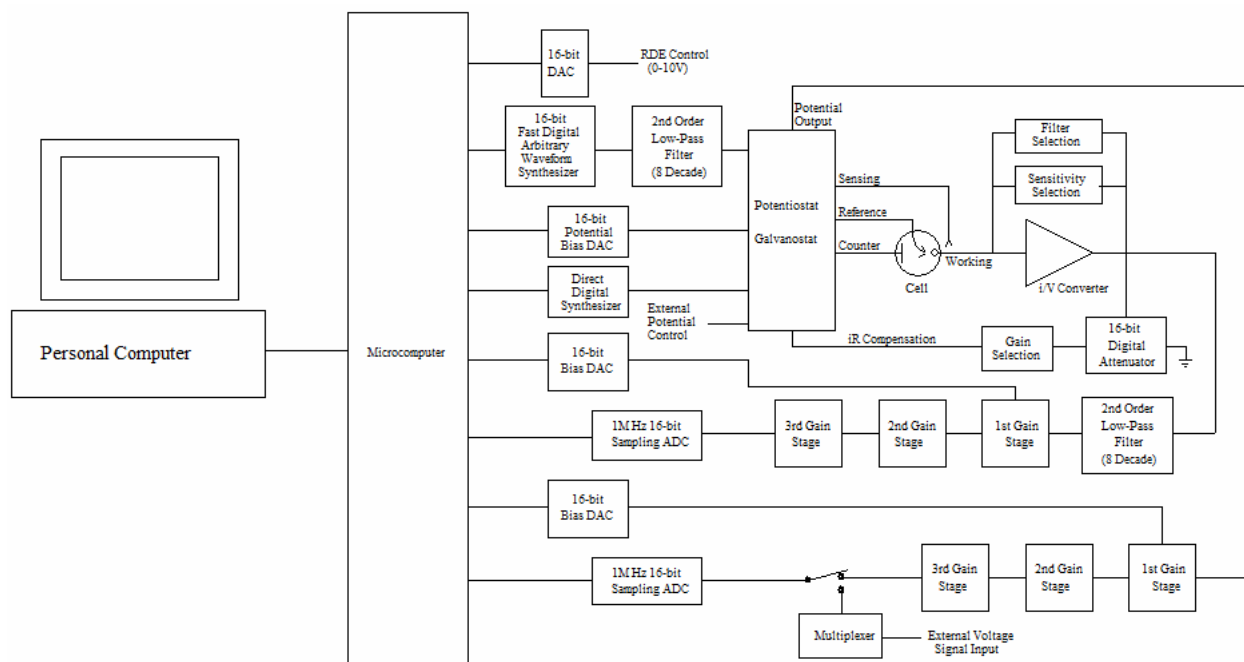 16-bit
DAC
RDE Control
(0-10V)
16-bit
Fast Digital
Arbitrary
Waveform
Synthesizer
2nd Order
Low-Pass
Filter
(8 Decade)
Potential
Output
Filter
Selection
Sensitivity
Selection
Sensing
Reference
Counter
Potentiostat
Galvanostat
16-bit
Potential
Bias DAC
Working
Cell
i/V Converter
Direct
Digital
Synthesizer
External
Potential
Control
iR Compensation
Gain
Selection
16-bit
Digital
Attenuator
Personal Computer
Microcomputer
16-bit
Bias DAC
1MHz 16-bit
Sampling ADC
3rd Gain
Stage
2nd Gain
Stage
1st Gain
Stage
2nd Order
Low-Pass
Filter
(8 Decade)
16-bit
Bias DAC
1MHz 16-bit
Sampling ADC
3rd Gain
Stage
2nd Gain
Stage
1st Gain
Stage
Multiplexer
External Voltage
Signal Input